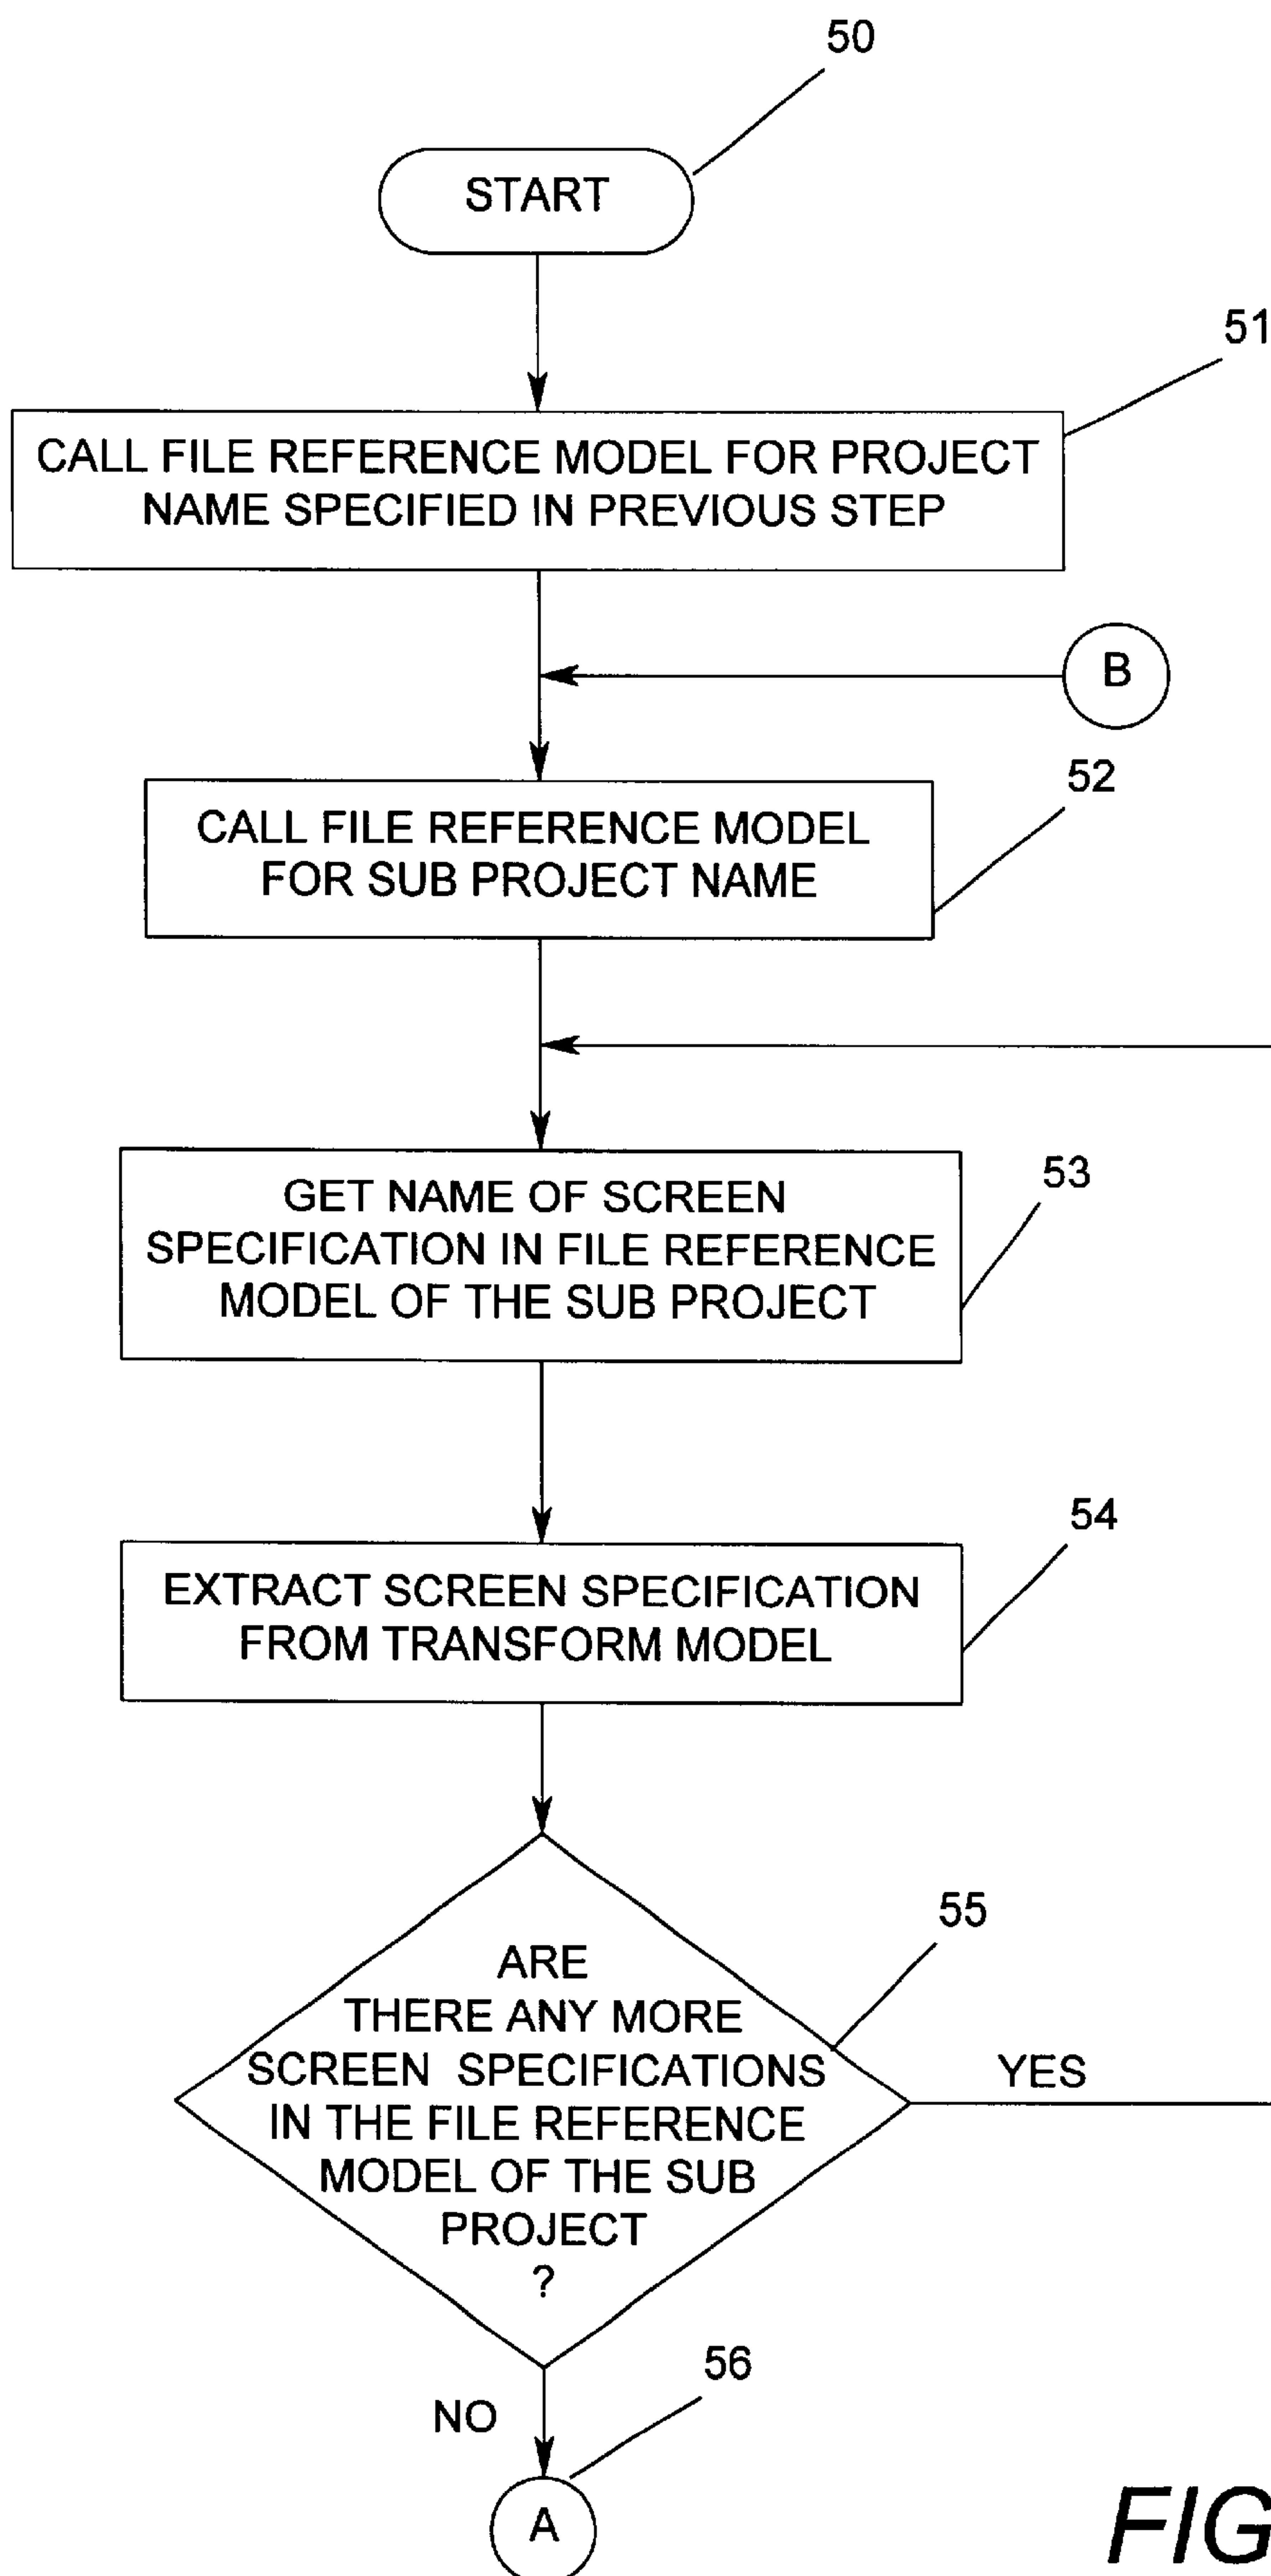 50
START
51
CALL FILE REFERENCE MODEL FOR PROJECT
NAME SPECIFIED IN PREVIOUS STEP
B
52
CALL FILE REFERENCE MODEL
FOR SUB PROJECT NAME
53
GET NAME OF SCREEN
SPECIFICATION IN FILE REFERENCE
MODEL OF THE SUB PROJECT
54
EXTRACT SCREEN SPECIFICATION
FROM TRANSFORM MODEL
55
ARE
THERE ANY MORE
SCREEN SPECIFICATIONS
IN THE FILE REFERENCE
MODEL OF THE SUB
PROJECT
?
YES
56
NO
A
FIG